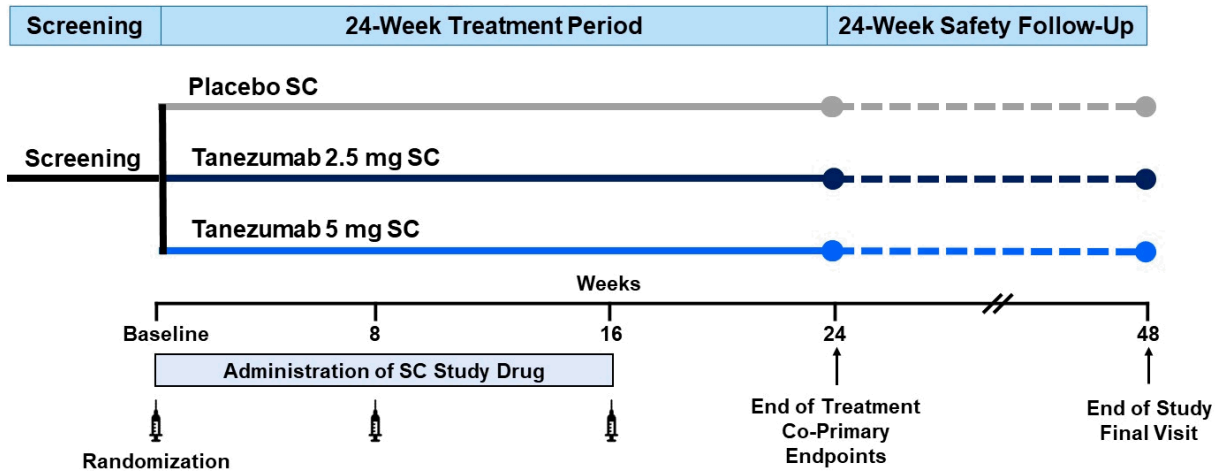 Screening
24-Week Treatment Period
24-Week Safety Follow-Up
Placebo SC
Screening
Tanezumab 2.5 mg SC
Tanezumab 5 mg SC
Weeks
Baseline
8
16
24
48
Administration of SC Study Drug
Randomization
End of Treatment
Co-Primary
Endpoints
End of Study
Final Visit